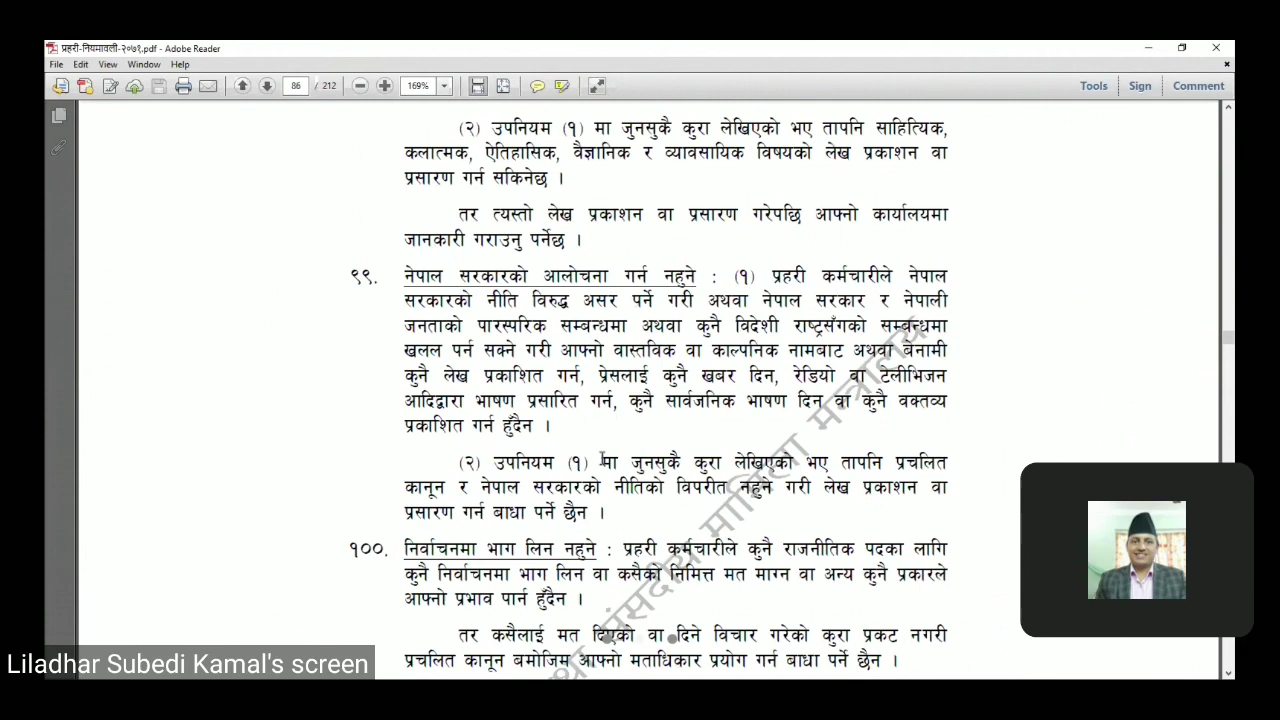 प्रहरी-नियमावली-२०७१.pdf - Adobe Reader
File Edit View Window Help
86 / 212 169% Tools Sign Comment
(२) उपनियम (१) मा जुनसुकै कुरा लेखिएको भए तापनि साहित्यिक,
कलात्मक, ऐतिहासिक, वैज्ञानिक र व्यावसायिक विषयको लेख प्रकाशन वा
प्रसारण गर्न सकिनेछ ।
तर त्यस्तो लेख प्रकाशन वा प्रसारण गरेपछि आफ्नो कार्यालयमा
जानकारी गराउनु पर्नेछ ।
९९. नेपाल सरकारको आलोचना गर्न नहुने : (१) प्रहरी कर्मचारीले नेपाल
सरकारको नीति विरुद्ध असर पर्ने गरी अथवा नेपाल सरकार र नेपाली
जनताको पारस्परिक सम्बन्धमा अथवा कुनै विदेशी राष्ट्रसँगको सम्बन्धमा
खलल पर्न सक्ने गरी आफ्नो वास्तविक वा काल्पनिक नामबाट अथवा वेनामी
कुनै लेख प्रकाशित गर्न, प्रेसलाई कुनै खबर दिन, रेडियो वा टेलीभिजन
आदिद्वारा भाषण प्रसारित गर्न, कुनै सार्वजनिक भाषण दिन वा कुनै वक्तव्य
प्रकाशित गर्न हुँदैन ।
(२) उपनियम (१) मा जुनसुकै कुरा लेखिएको भए तापनि प्रचलित
कानून र नेपाल सरकारको नीतिको विपरीत नहुने गरी लेख प्रकाशन वा
प्रसारण गर्न बाधा पर्ने छैन ।
१००. निर्वाचनमा भाग लिन नहुने : प्रहरी कर्मचारीले कुनै राजनीतिक पदका लागि
कुनै निर्वाचनमा भाग लिन वा कसैको निमित्त मत माग्न वा अन्य कुनै प्रकारले
आफ्नो प्रभाव पार्न हुँदैन ।
तर कसैलाई मत दिएको वा दिने विचार गरेको कुरा प्रकट नगरी
प्रचलित कानून बमोजिम आफ्नो मताधिकार प्रयोग गर्न बाधा पर्ने छैन ।
संसदीय मामिला मन्त्रालय
Liladhar Subedi Kamal's screen